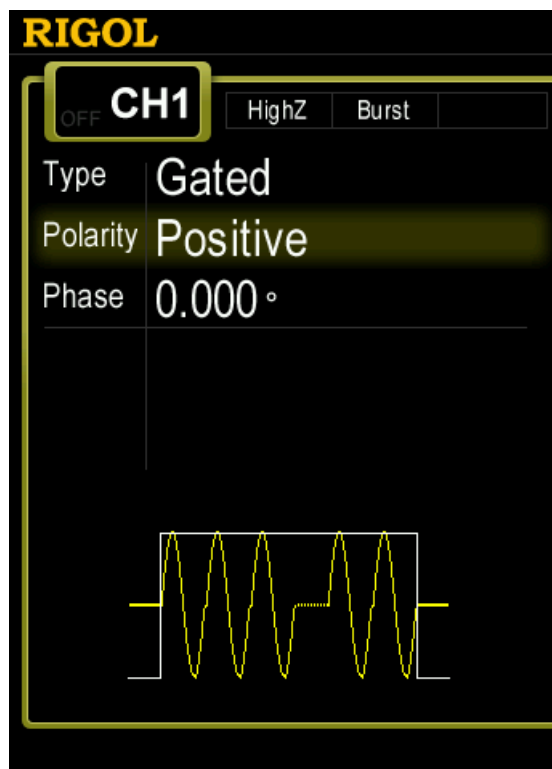 RIGOL
OFF CH1 HighZ Burst
Type Gated
Polarity Positive
Phase 0.000 °